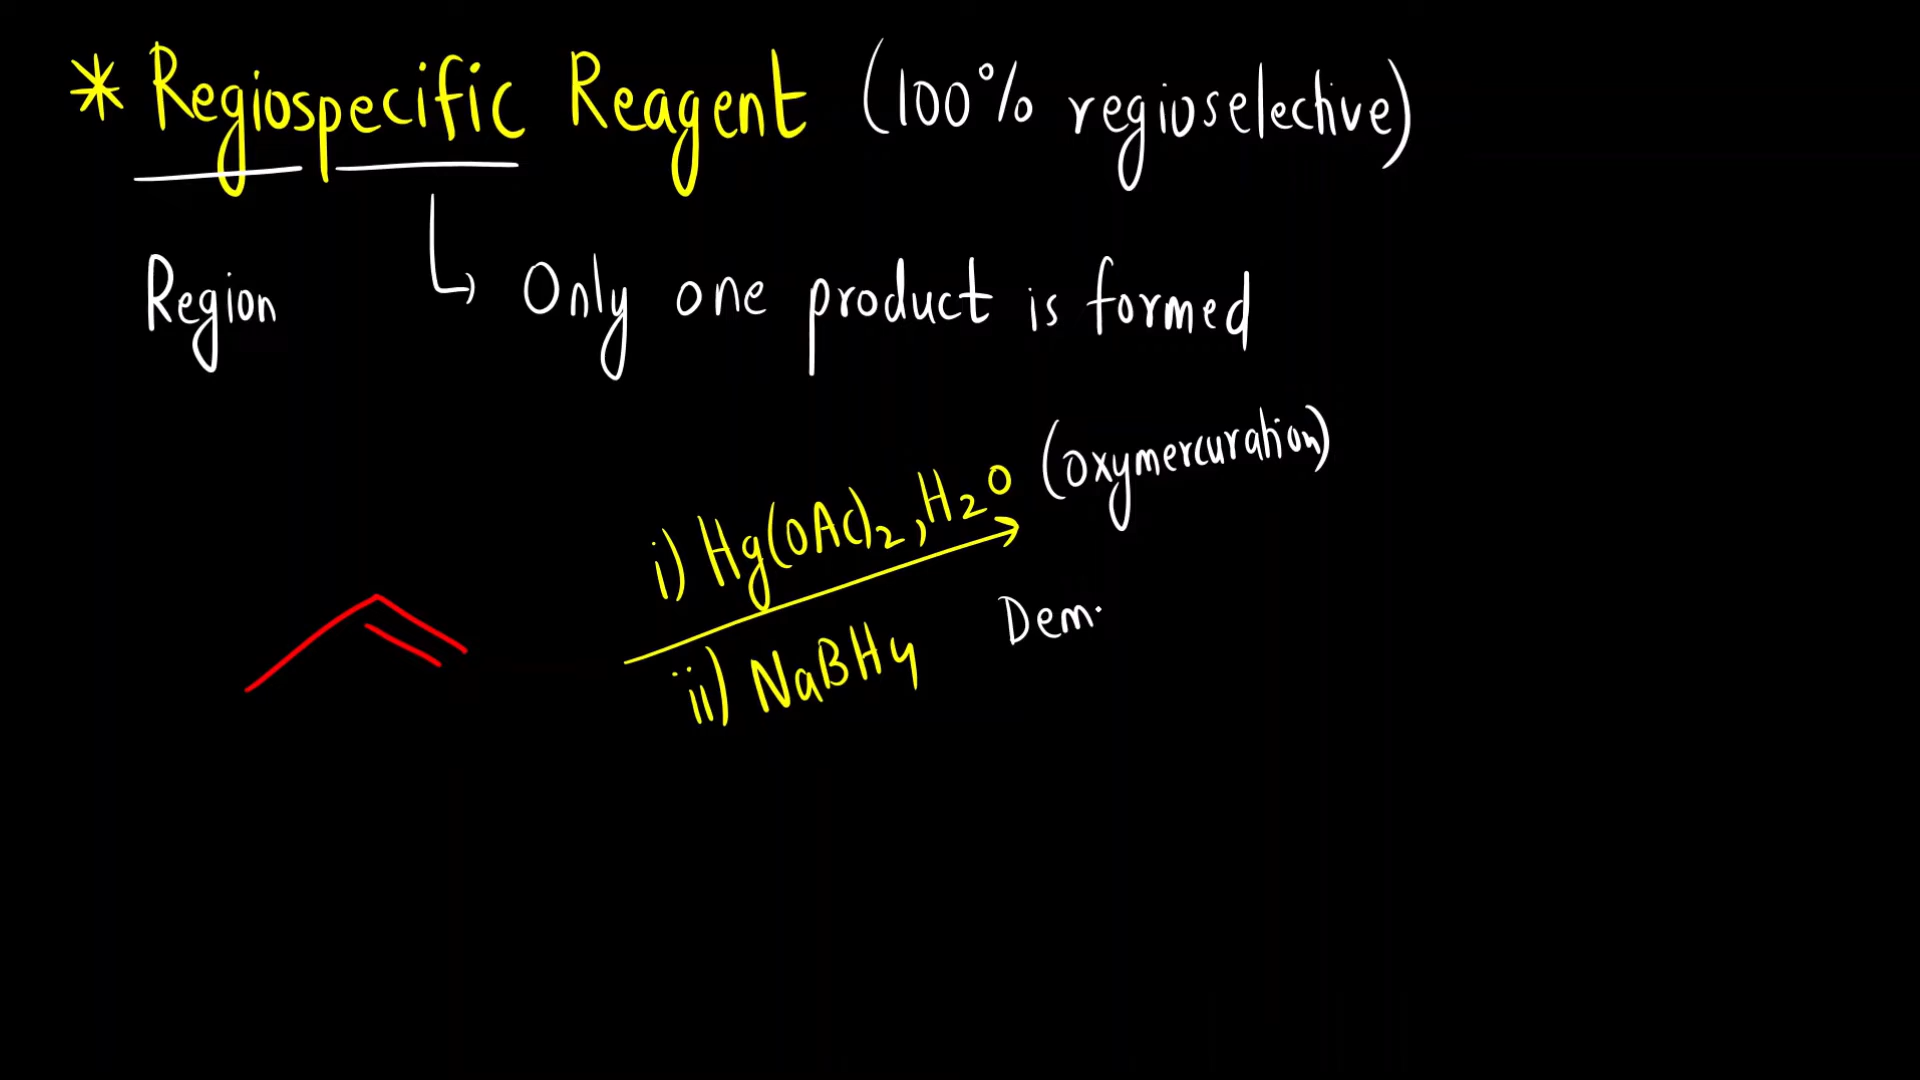 * Regiospecific Reagent (100% regioselective)
Region ↳ Only one product is formed
i) Hg(OAc)2, H2O (Oxymercuration)
ii) NaBH4 Dem.